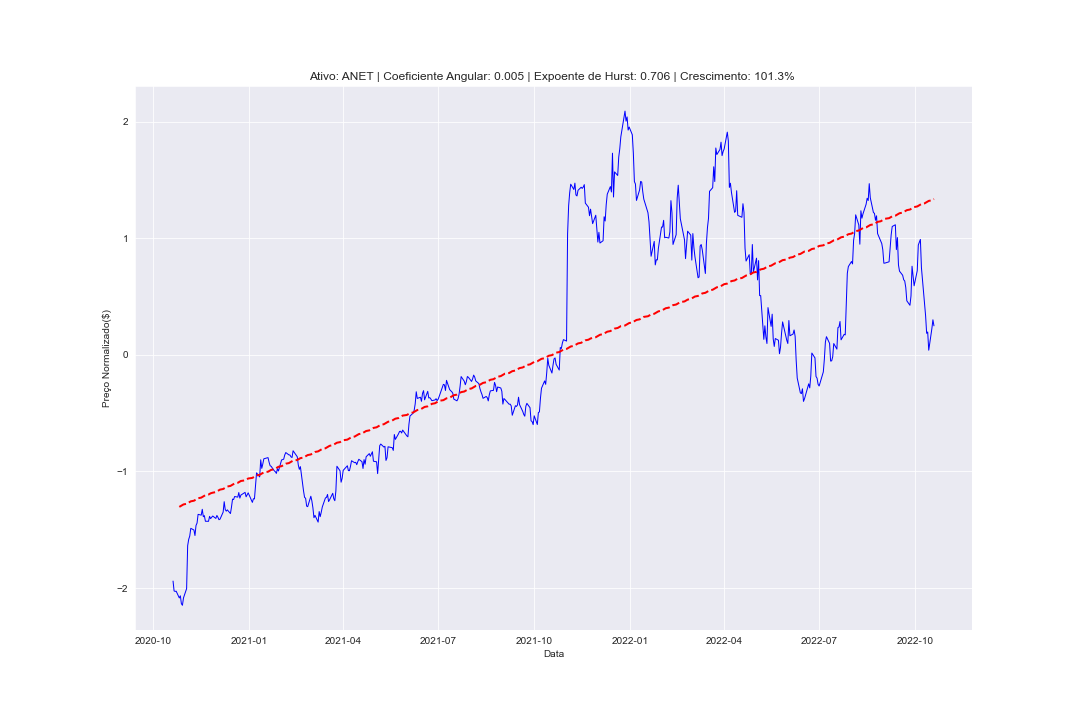 Ativo: ANET | Coeficiente Angular: 0.005 | Expoente de Hurst: 0.706 | Crescimento: 101.3%
Preço Normalizado($)
2
1
0
−1
−2
2020-10 2021-01 2021-04 2021-07 2021-10 2022-01 2022-04 2022-07 2022-10
Data